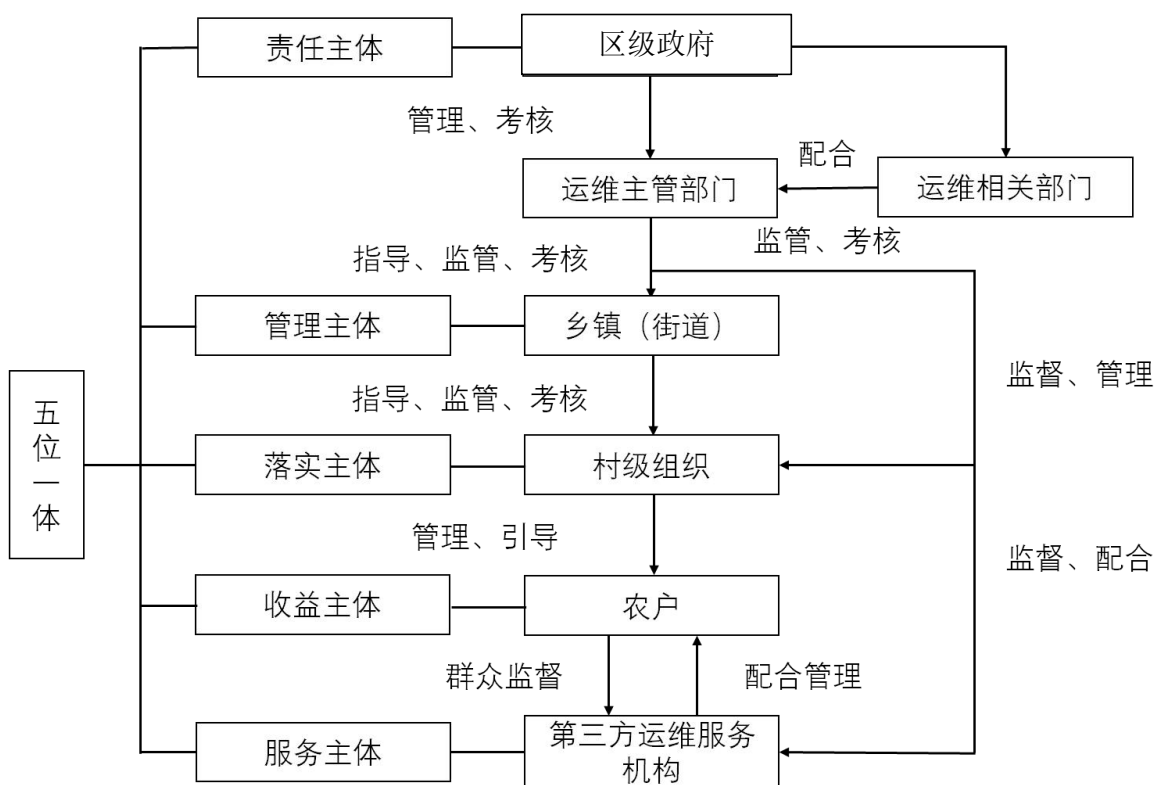 责任主体
区级政府
管理、考核
配合
运维主管部门
运维相关部门
监管、考核
指导、监管、考核
管理主体
乡镇（街道）
监督、管理
指导、监管、考核
五位一体
落实主体
村级组织
管理、引导
监督、配合
收益主体
农户
群众监督
配合管理
服务主体
第三方运维服务
机构